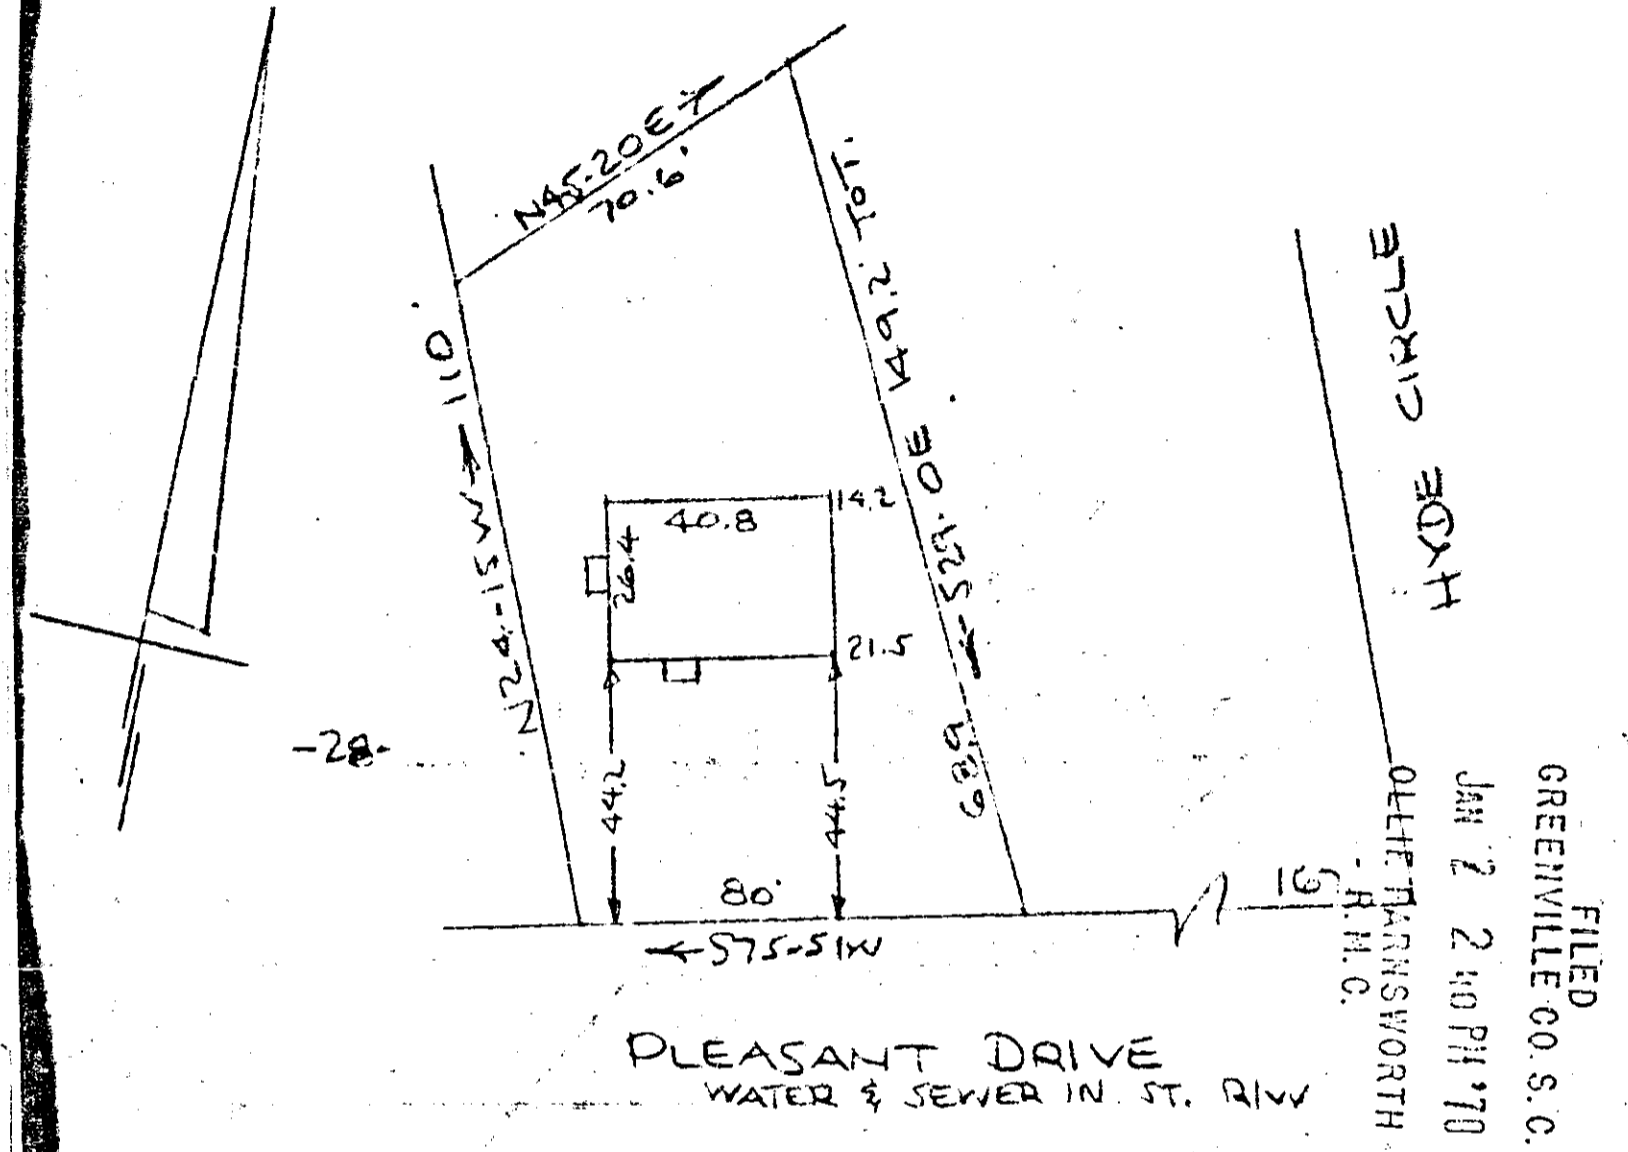 N45-20E
70.6'
N24-15W → 110'
149.2 TOT.
S29-0E
68.9
40.8
14.2
26.4
21.5
-28-
44.2
44.5
80'
← S75-51W
PLEASANT DRIVE
WATER & SEWER IN ST. R/W
HYDE CIRCLE
FILED
GREENVILLE CO. S. C.
JAN 2 2 40 PM '70
OLLIE FARNSWORTH
R.M.C.